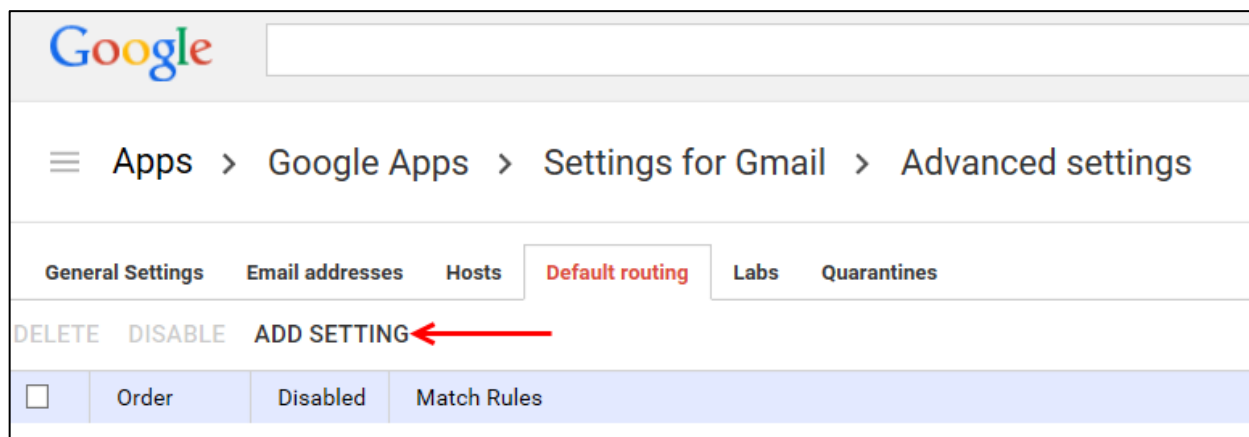 Google
Apps > Google Apps > Settings for Gmail > Advanced settings
General Settings Email addresses Hosts Default routing Labs Quarantines
DELETE DISABLE ADD SETTING
Order Disabled Match Rules